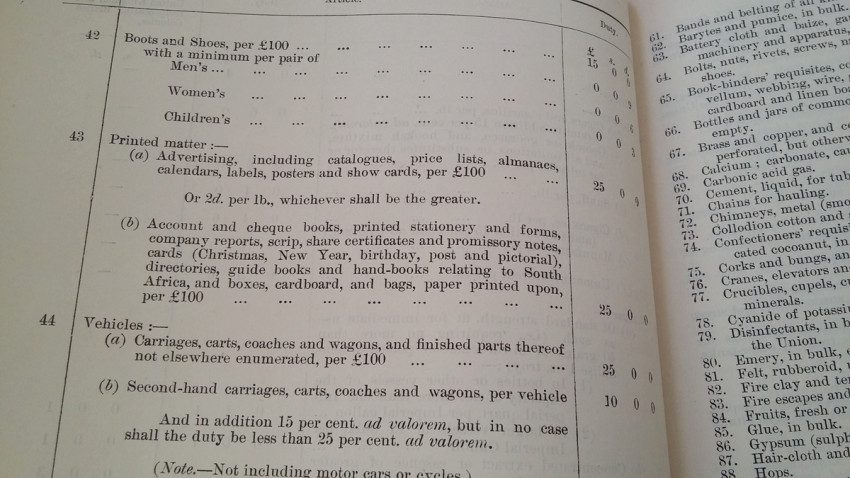 Article.
Duty.
£ s. d.
42 Boots and Shoes, per £100 ... ... ... ... ... ... ... 15 0 0
with a minimum per pair of
Men's ... ... ... ... ... ... ... ... 0 0
Women's ... ... ... ... ... ... ... 0 0
Children's ... ... ... ... ... ... ... 0 0
43 Printed matter :—
(a) Advertising, including catalogues, price lists, almanacs,
calendars, labels, posters and show cards, per £100 ... ... 25 0 0
Or 2d. per lb., whichever shall be the greater.
(b) Account and cheque books, printed stationery and forms,
company reports, scrip, share certificates and promissory notes,
cards (Christmas, New Year, birthday, post and pictorial),
directories, guide books and hand-books relating to South
Africa, and boxes, cardboard, and bags, paper printed upon,
per £100 ... ... ... ... ... ... ... 25 0 0
44 Vehicles :—
(a) Carriages, carts, coaches and wagons, and finished parts thereof
not elsewhere enumerated, per £100 ... ... ... ... 25 0 0
(b) Second-hand carriages, carts, coaches and wagons, per vehicle 10 0 0
And in addition 15 per cent. ad valorem, but in no case
shall the duty be less than 25 per cent. ad valorem.
(Note.—Not including motor cars or cycles.)
61. Bands and belting of all
62. Barytes and pumice, in bulk.
63. Battery cloth and baize,
machinery and apparatus,
64. Bolts, nuts, rivets, screws,
shoes.
65. Book-binders' requisites,
vellum, webbing, wire,
cardboard and linen
66. Bottles and jars of
empty.
67. Brass and copper, and
perforated, but
68. Calcium ; carbonate,
69. Carbonic acid gas.
70. Cement, liquid, for
71. Chains for hauling.
72. Chimneys, metal
73. Collodion cotton and
74. Confectioners'
cated cocoanut, in
75. Corks and bungs,
76. Cranes, elevators
77. Crucibles, cupels,
minerals.
78. Cyanide of
79. Disinfectants, in
the Union.
80. Emery, in bulk,
81. Felt, rubberoid,
82. Fire clay and
83. Fire escapes and
84. Fruits, fresh or
85. Glue, in bulk.
86. Gypsum
87. Hair-cloth and
88 Hops.